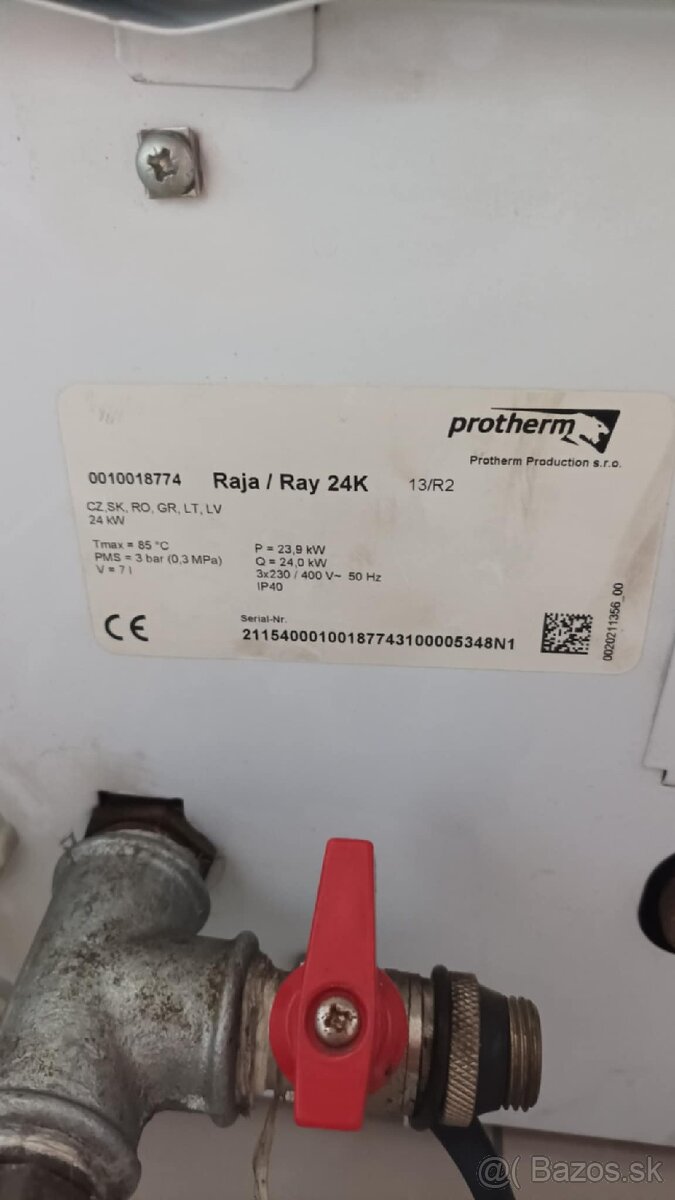 protherm
Protherm Production s.r.o.
0010018774 Raja / Ray 24K 13/R2
CZ,SK, RO, GR, LT, LV
24 kW
Tmax = 85 °C
PMS = 3 bar (0,3 MPa)
V = 7 l
P = 23,9 kW
Q = 24,0 kW
3x230 / 400 V~ 50 Hz
IP40
CE
Serial-Nr.
21154000100187743100005348N1
0020211356_00
@( Bazos.sk